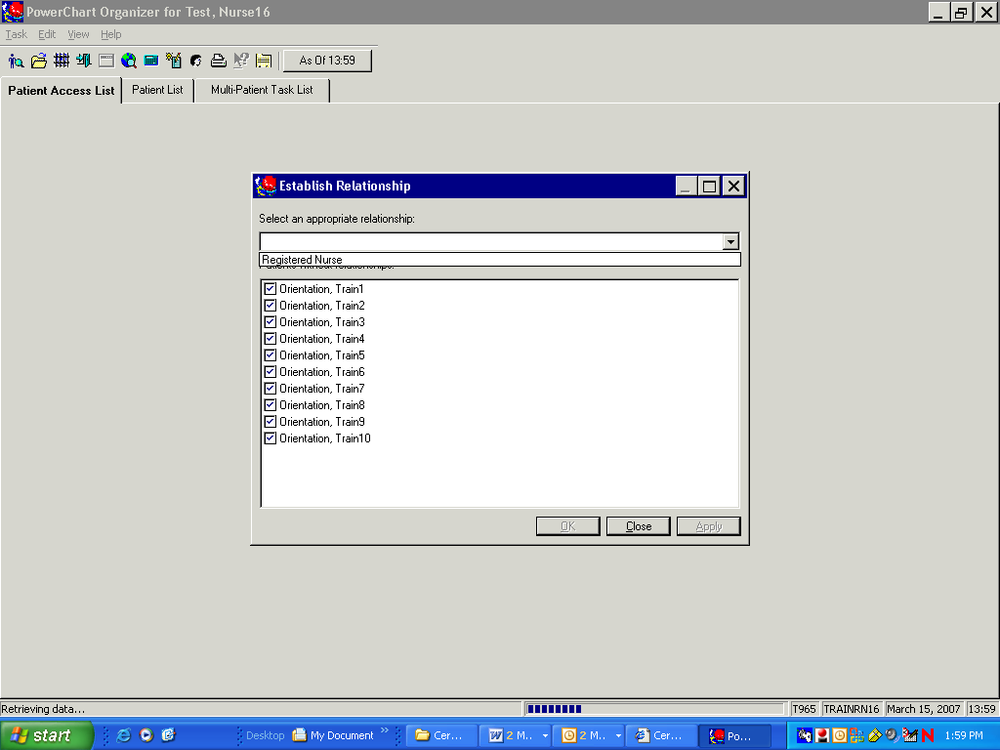 PowerChart Organizer for Test, Nurse16
Task Edit View Help
As Of 13:59
Patient Access List Patient List Multi-Patient Task List
Establish Relationship
Select an appropriate relationship:
Registered Nurse
Orientation, Train1
Orientation, Train2
Orientation, Train3
Orientation, Train4
Orientation, Train5
Orientation, Train6
Orientation, Train7
Orientation, Train8
Orientation, Train9
Orientation, Train10
OK Close Apply
Retrieving data... T965 TRAINRN16 March 15, 2007 13:59
start Desktop My Document » Cer... 2 M... 2 M... Cer... Po... 1:59 PM